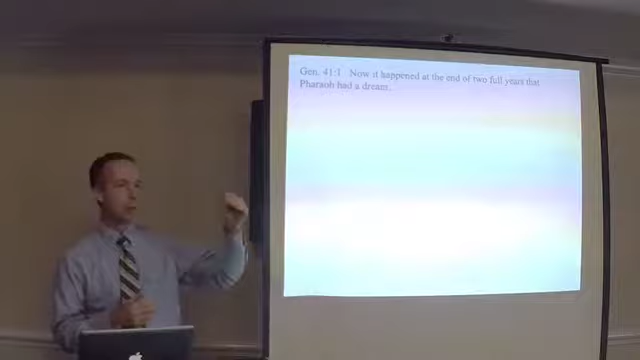 Gen. 41:1 Now it happened at the end of two full years that
Pharaoh had a dream.